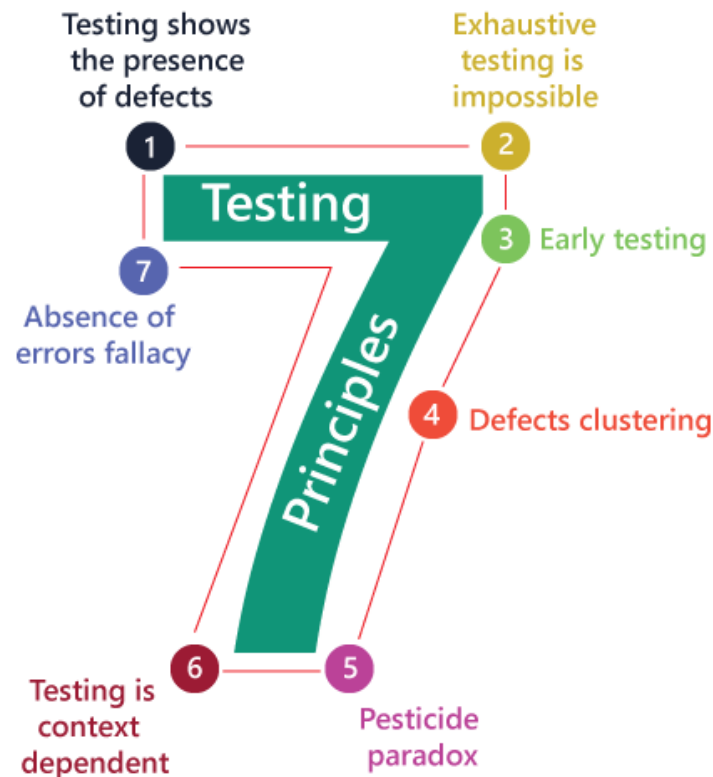 Testing shows
the presence
of defects
Exhaustive
testing is
impossible
1
2
Testing
3
Early testing
7
Absence of
errors fallacy
Principles
4
Defects clustering
6
5
Testing is
context
dependent
Pesticide
paradox